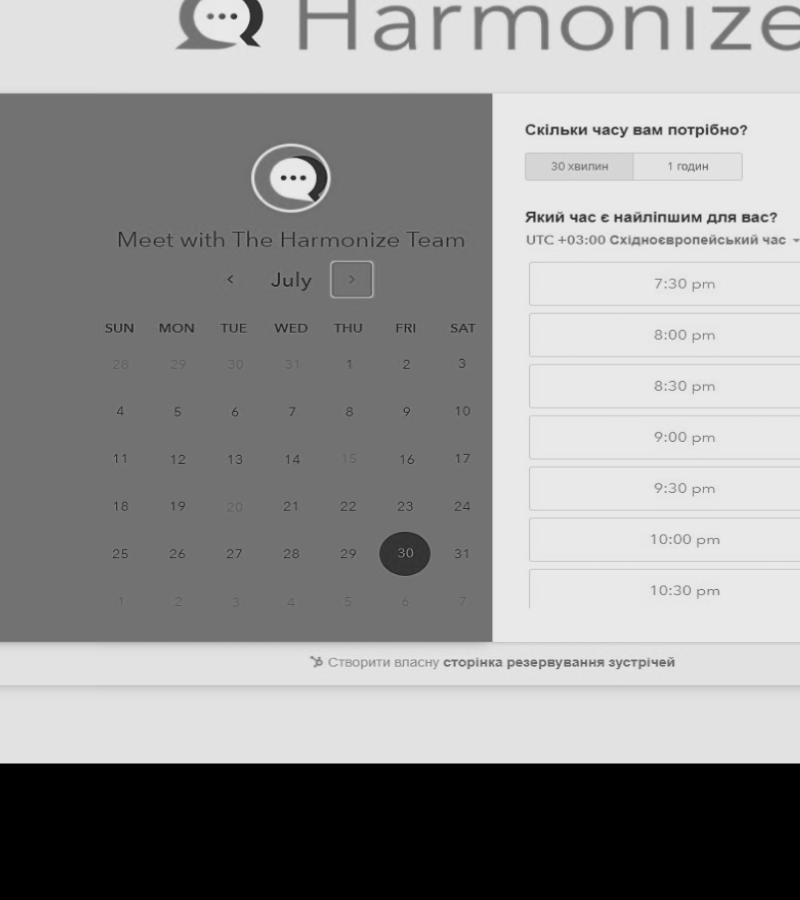 Harmonize
Meet with The Harmonize Team
< July >
SUN MON TUE WED THU FRI SAT
28 29 30 31 1 2 3
4 5 6 7 8 9 10
11 12 13 14 15 16 17
18 19 20 21 22 23 24
25 26 27 28 29 30 31
1 2 3 4 5 6 7
Скільки часу вам потрібно?
30 хвилин 1 годин
Який час є найліпшим для вас?
UTC +03:00 Східноєвропейський час
7:30 pm
8:00 pm
8:30 pm
9:00 pm
9:30 pm
10:00 pm
10:30 pm
Створити власну сторінка резервування зустрічей